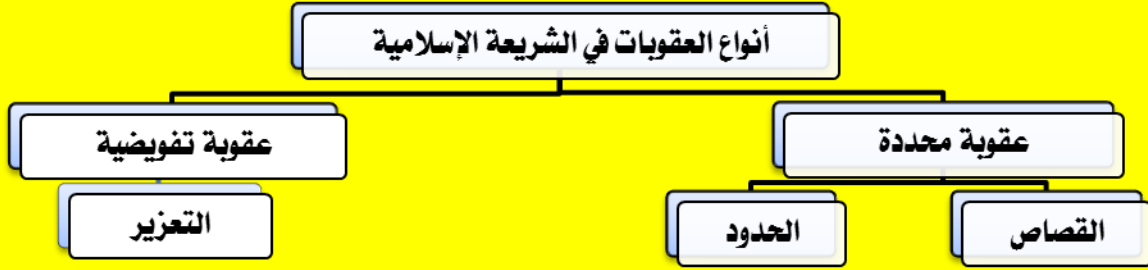 أنواع العقوبات في الشريعة الإسلامية
عقوبة محددة
عقوبة تفويضية
القصاص
الحدود
التعزير